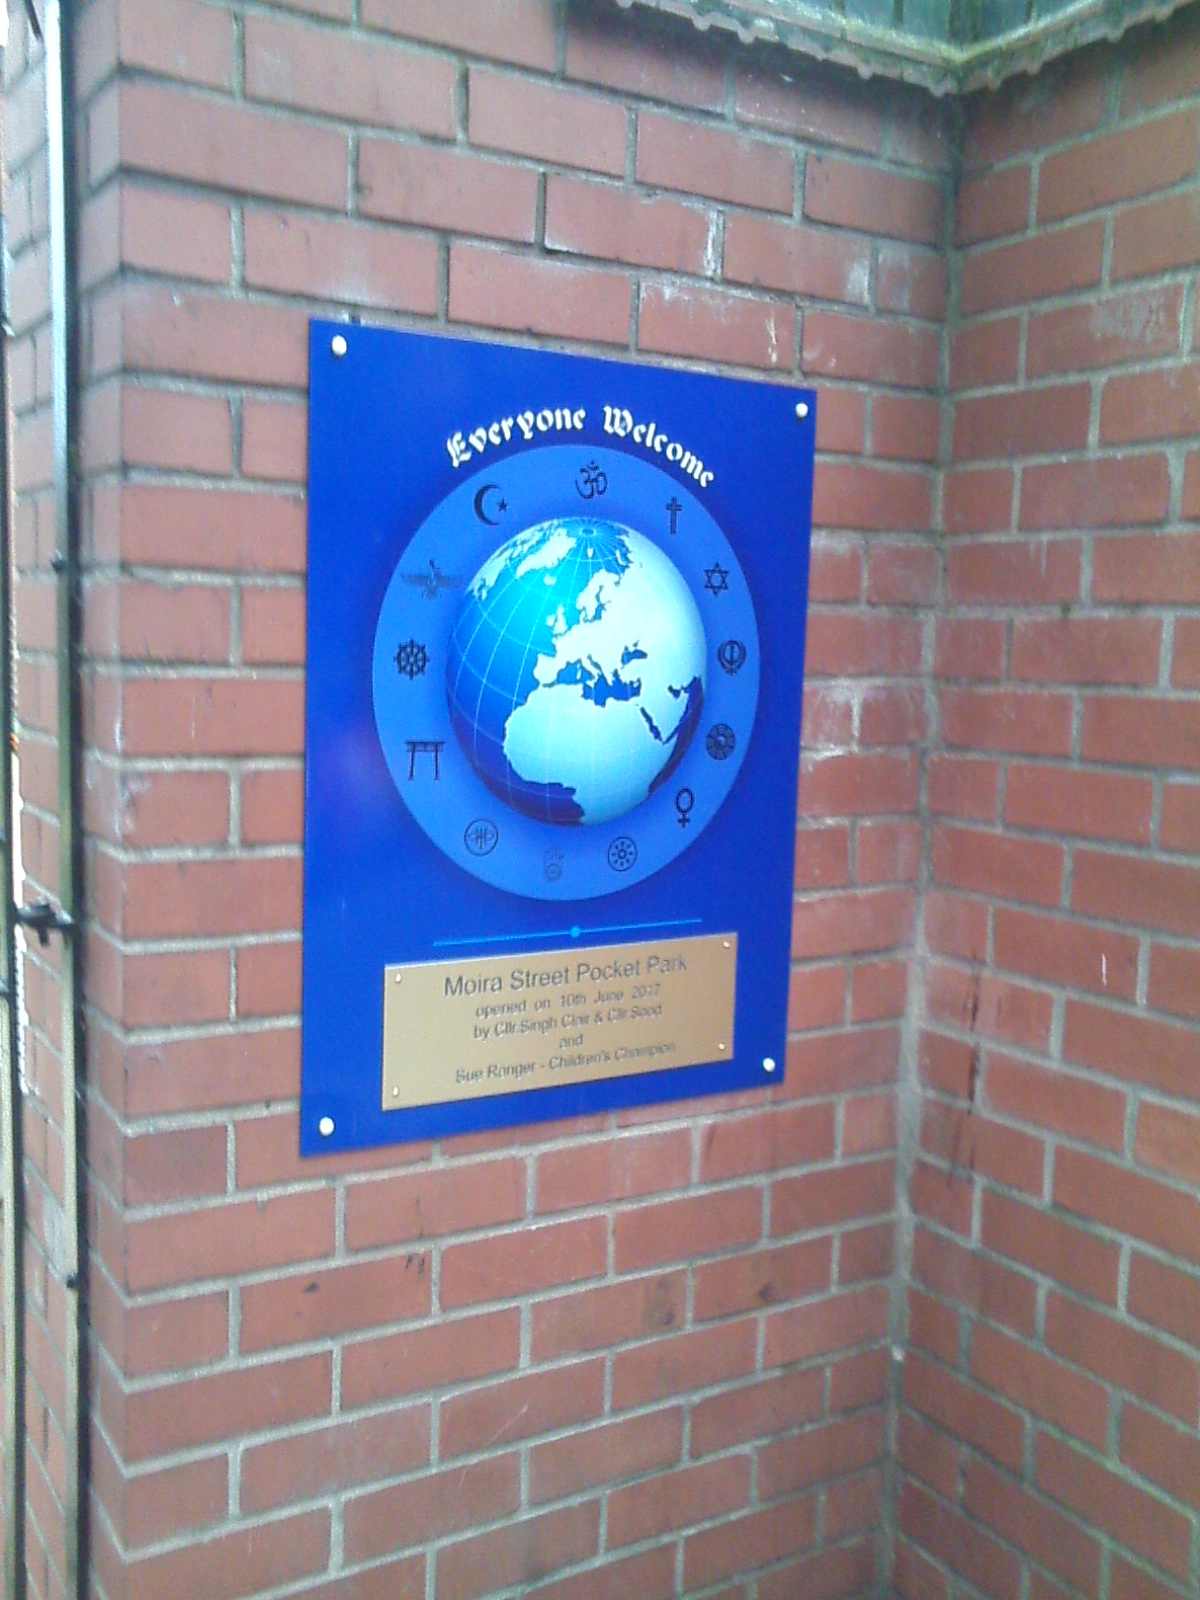 Everyone Welcome
Moira Street Pocket Park
opened on 10th June 2017
by Cllr.Singh Clair & Cllr.Sood
and
Sue Ranger - Children's Champion